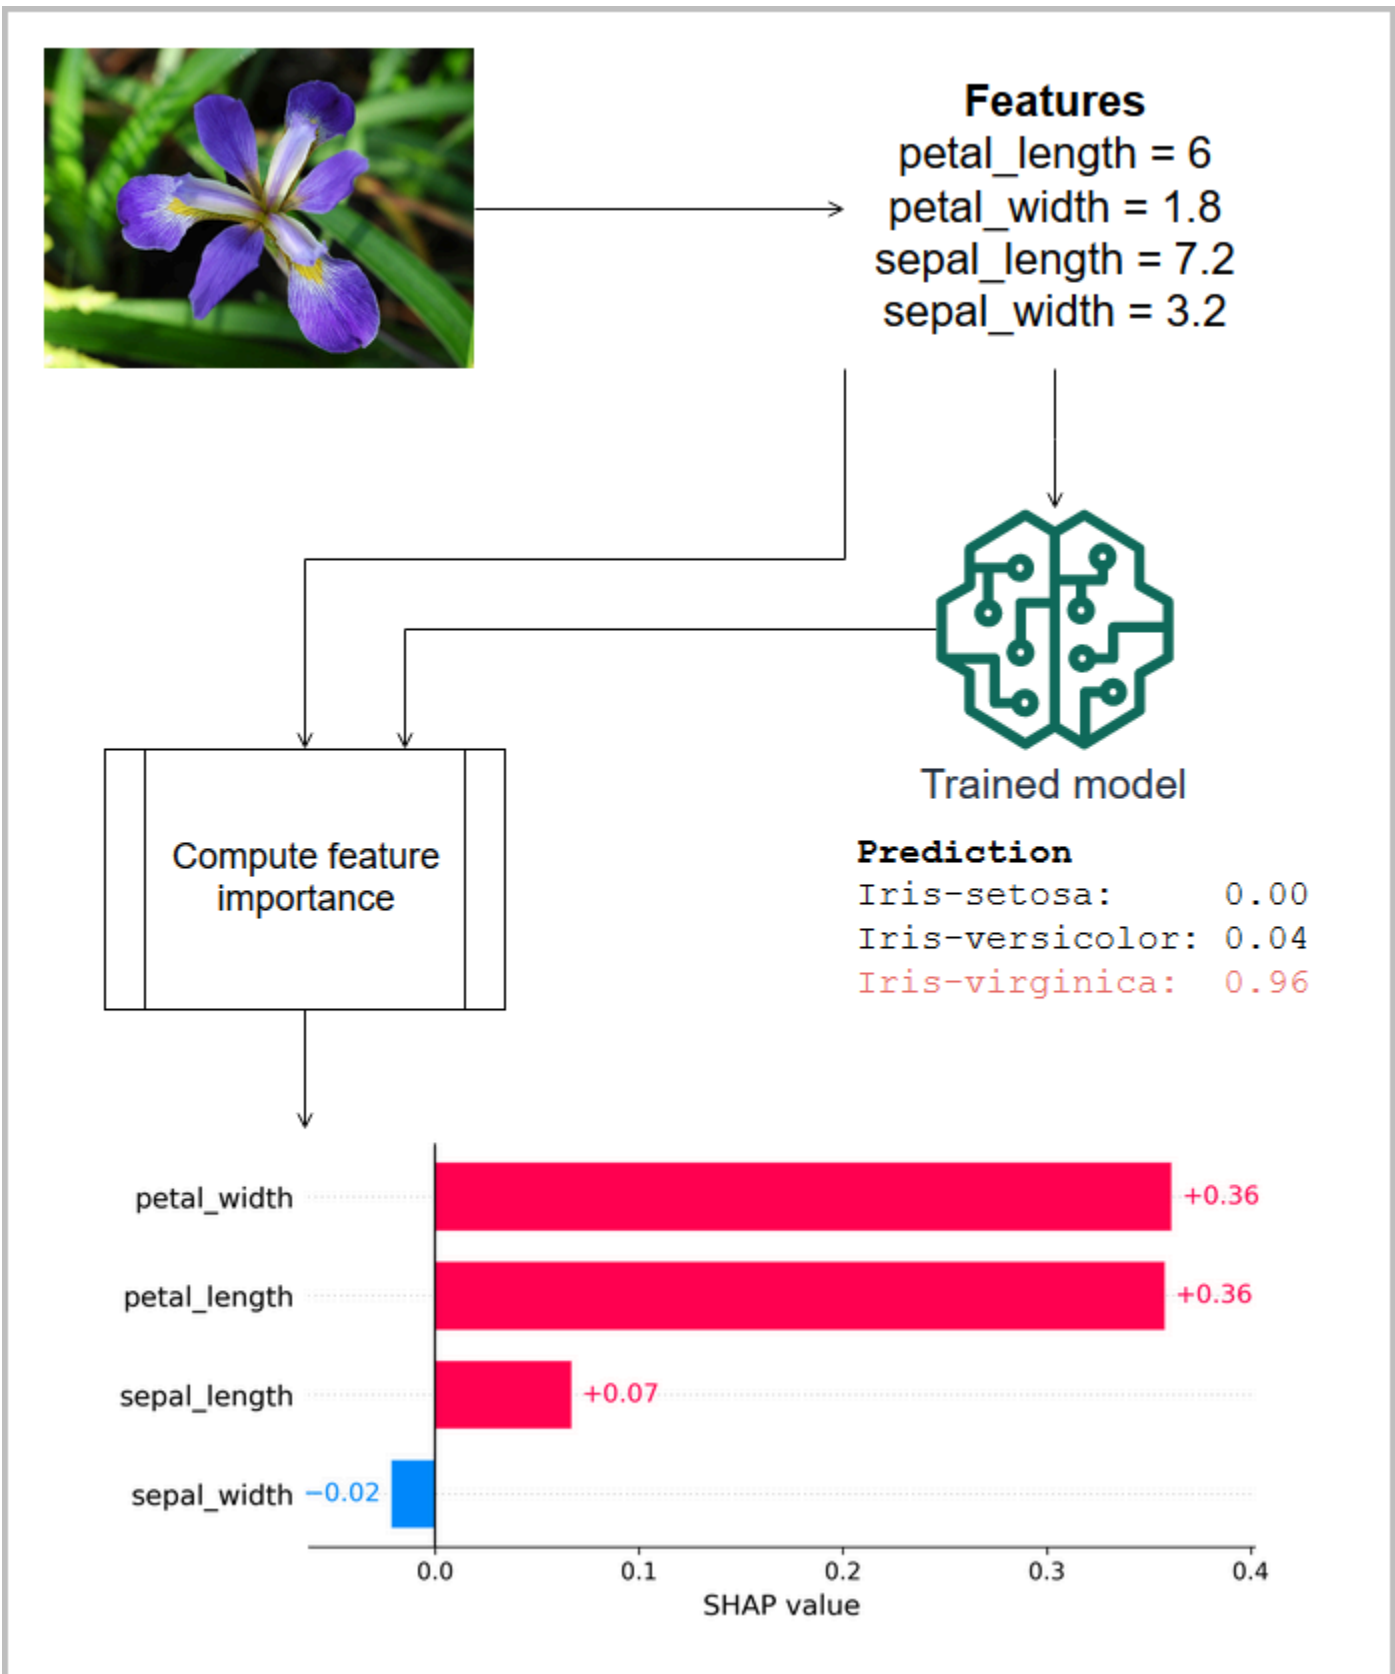 Features
petal_length = 6
petal_width = 1.8
sepal_length = 7.2
sepal_width = 3.2
Trained model
Prediction
Iris-setosa: 0.00
Iris-versicolor: 0.04
Iris-virginica: 0.96
Compute feature
importance
petal_width +0.36
petal_length +0.36
sepal_length +0.07
sepal_width −0.02
0.0 0.1 0.2 0.3 0.4
SHAP value